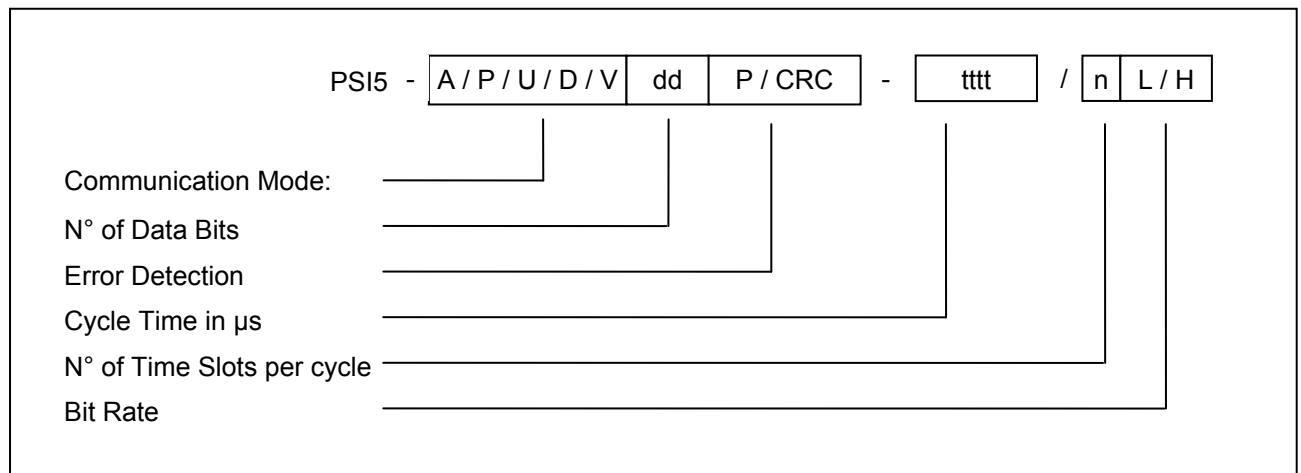 PSI5 - A / P / U / D / V dd P / CRC - tttt / n L / H
Communication Mode:
N° of Data Bits
Error Detection
Cycle Time in µs
N° of Time Slots per cycle
Bit Rate